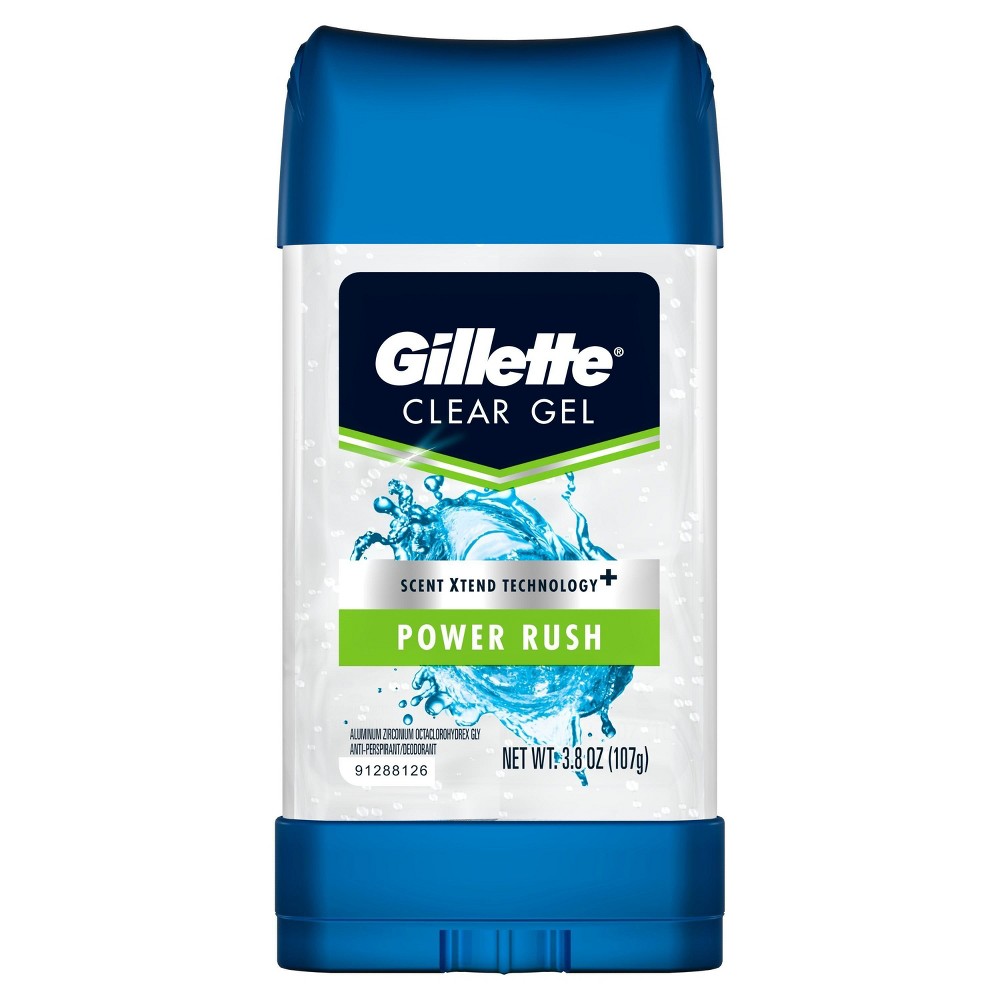 Gillette®
CLEAR GEL
SCENT XTEND TECHNOLOGY+
POWER RUSH
ALUMINUM ZIRCONIUM OCTACLOROHYDREX GLY
ANTI-PERSPIRANT/DEODORANT
91288126
NET WT. 3.8 OZ (107g)